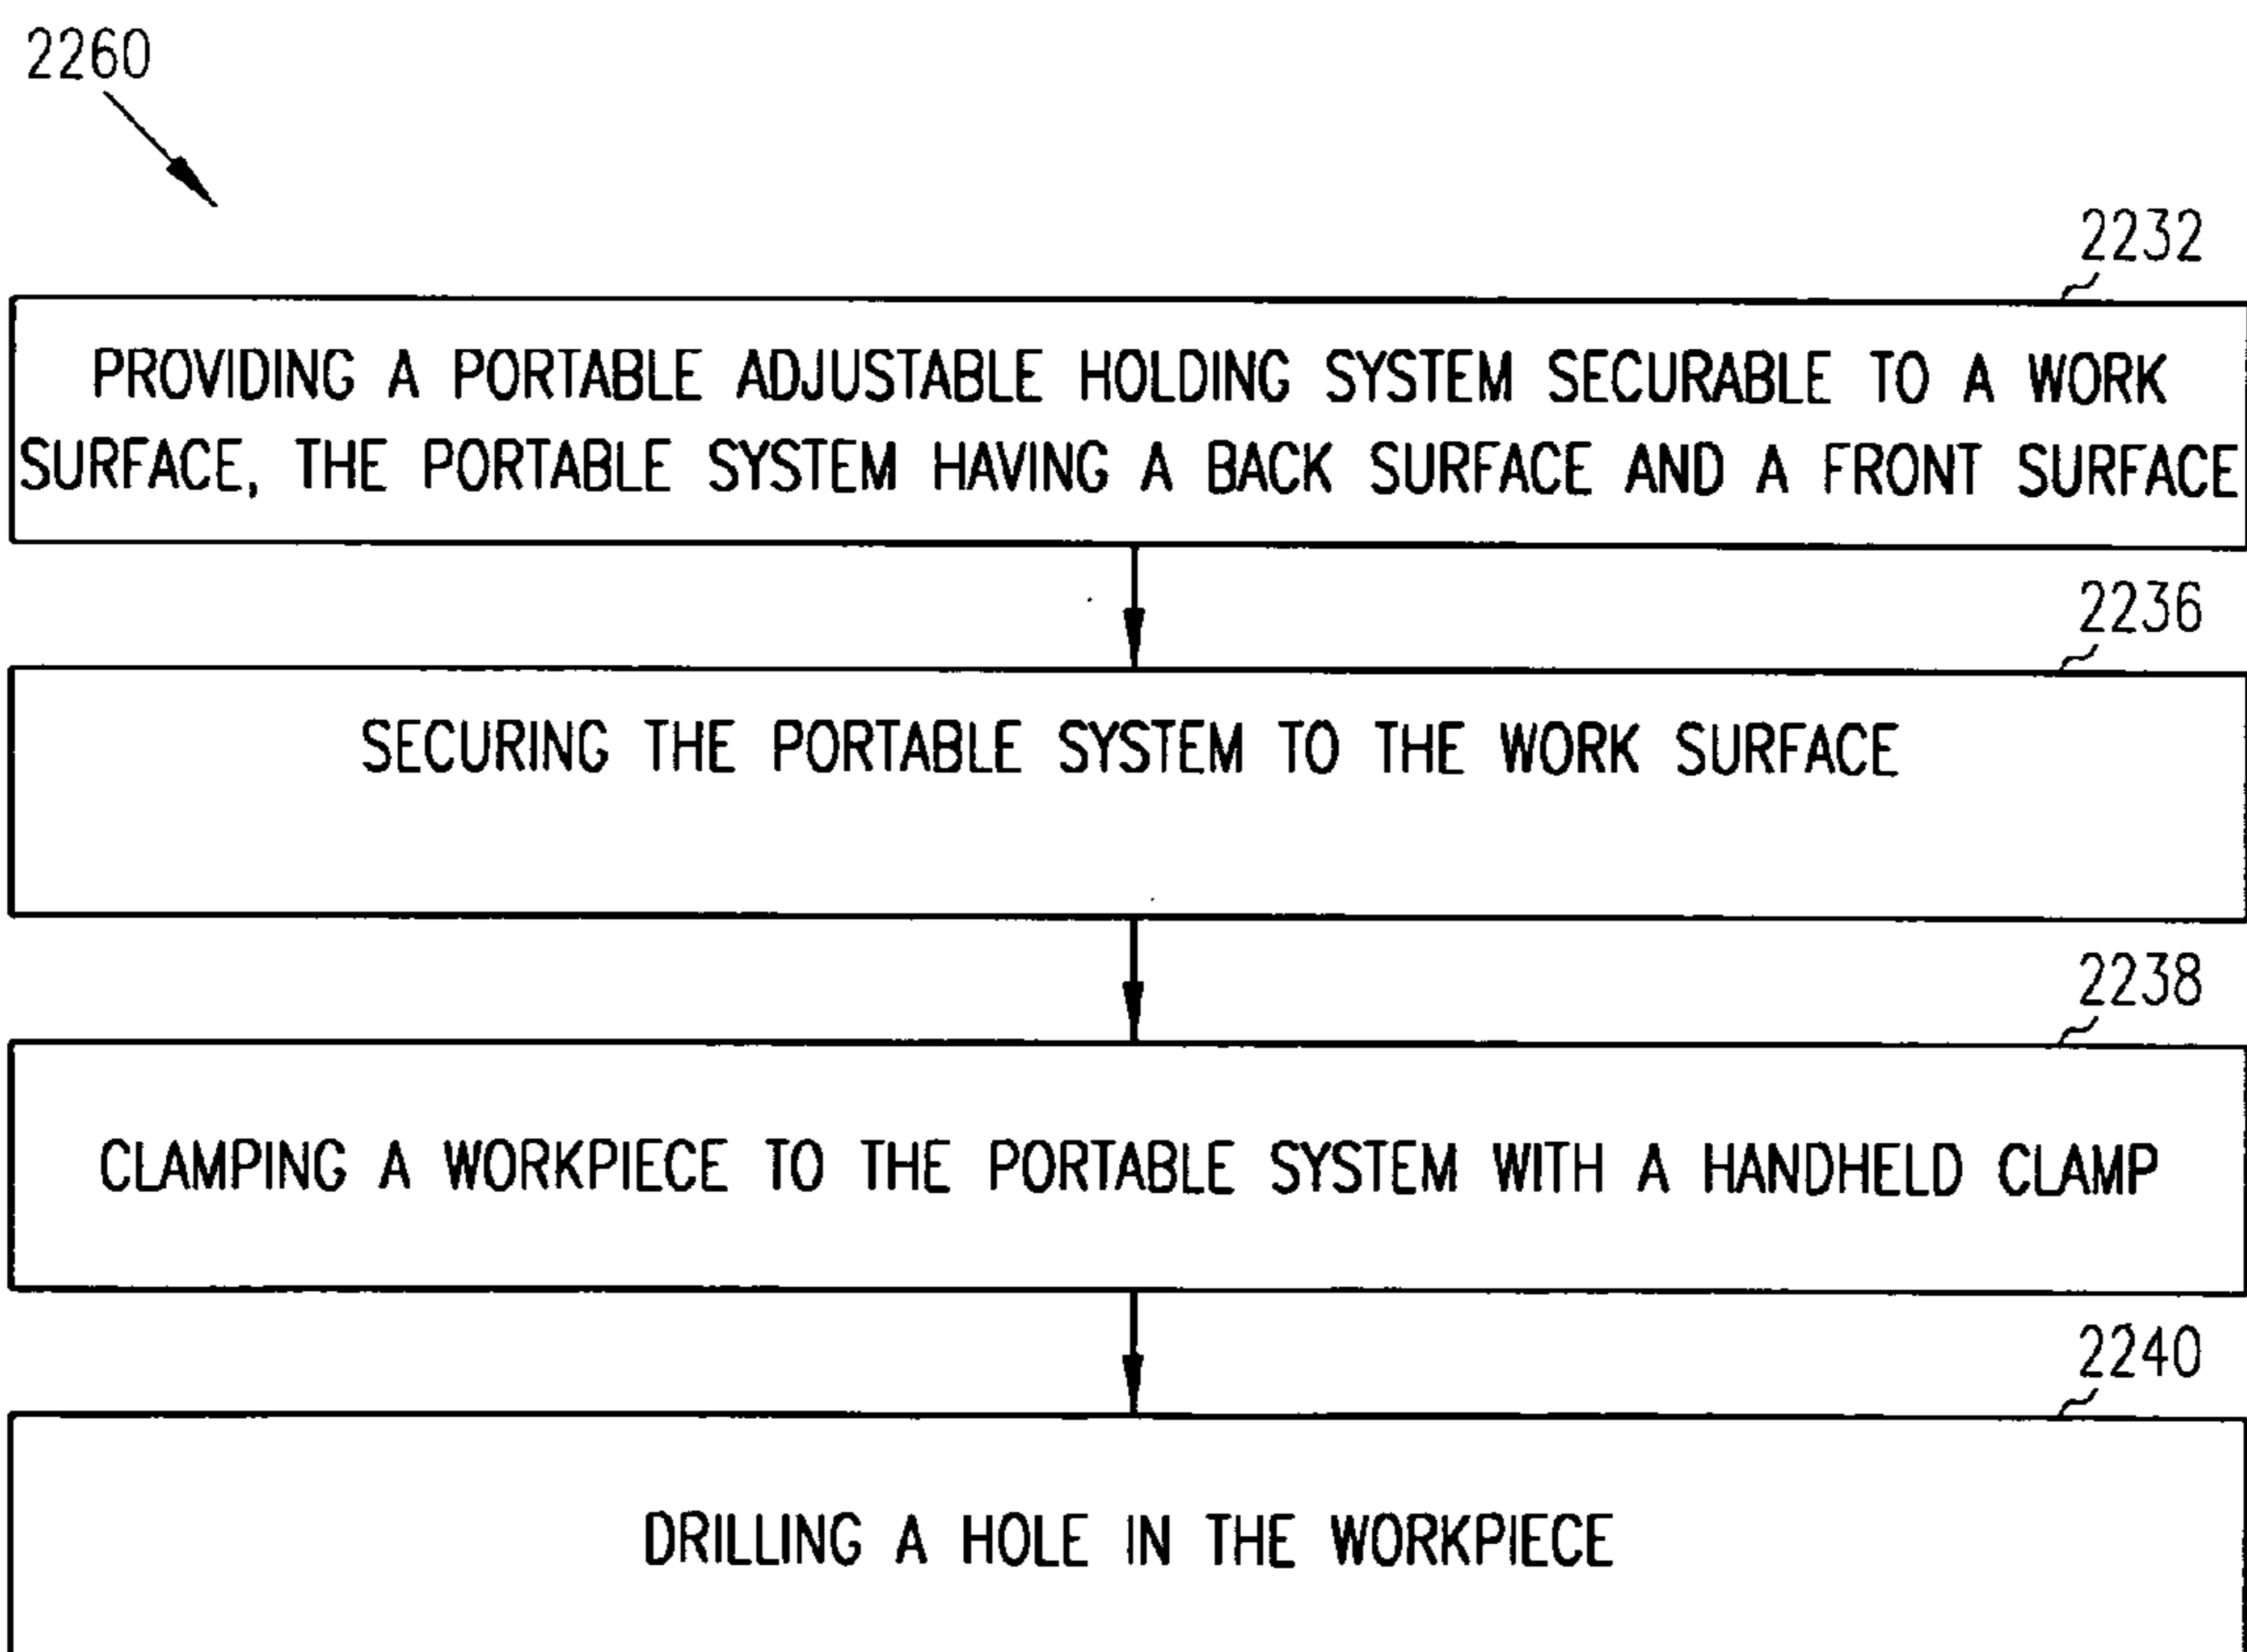 2260
2232
PROVIDING A PORTABLE ADJUSTABLE HOLDING SYSTEM SECURABLE TO A WORK
SURFACE, THE PORTABLE SYSTEM HAVING A BACK SURFACE AND A FRONT SURFACE
2236
SECURING THE PORTABLE SYSTEM TO THE WORK SURFACE
2238
CLAMPING A WORKPIECE TO THE PORTABLE SYSTEM WITH A HANDHELD CLAMP
2240
DRILLING A HOLE IN THE WORKPIECE